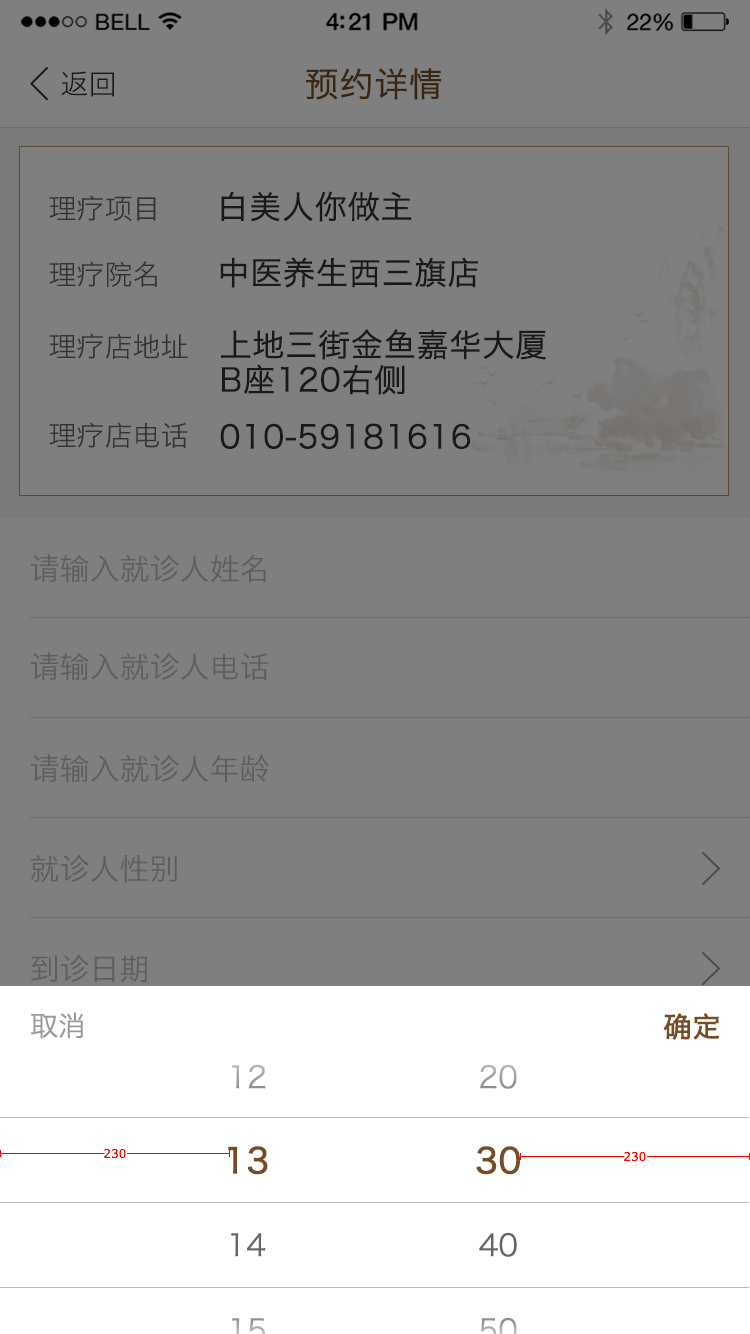 BELL 4:21 PM 22%
返回 预约详情
理疗项目 白美人你做主
理疗院名 中医养生西三旗店
理疗店地址 上地三街金鱼嘉华大厦
B座120右侧
理疗店电话 010-59181616
请输入就诊人姓名
请输入就诊人电话
请输入就诊人年龄
就诊人性别
到诊日期
取消 确定
12 20
230 13 30 230
14 40
15 50